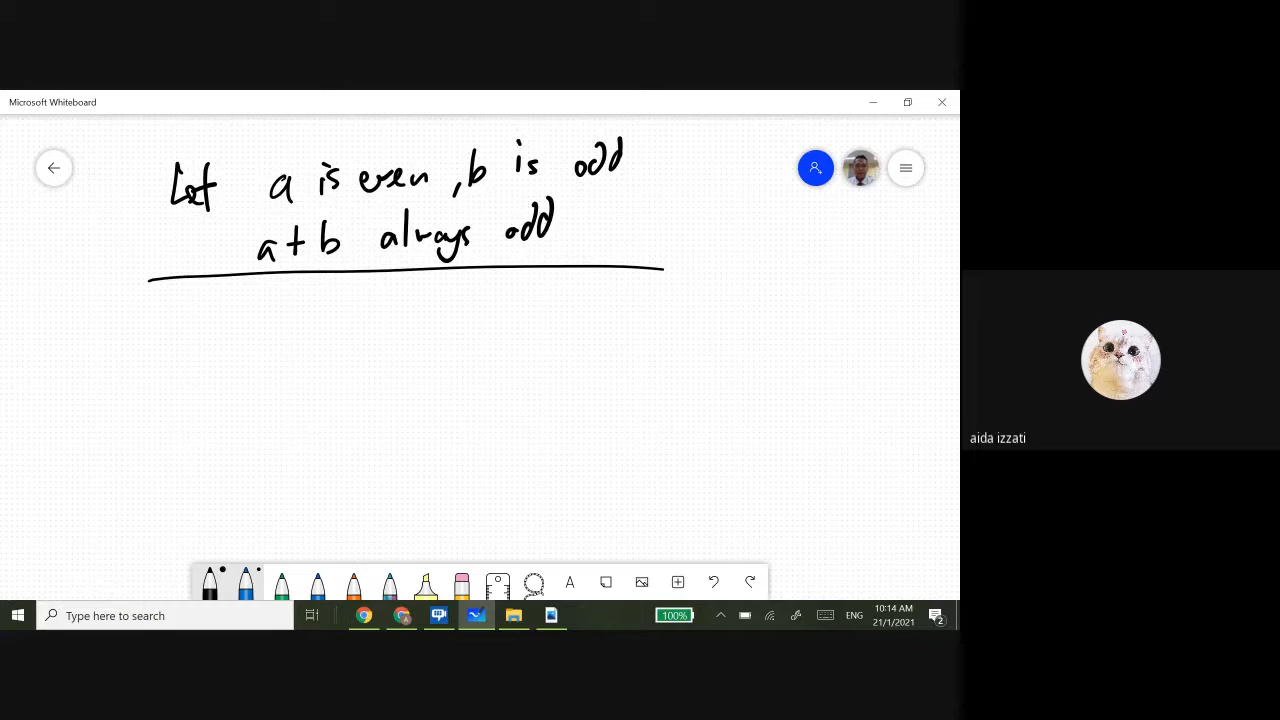 Microsoft Whiteboard
Let a is even, b is odd
a + b always odd
aida izzati
A
Type here to search
100%
ENG
10:14 AM
21/1/2021
2